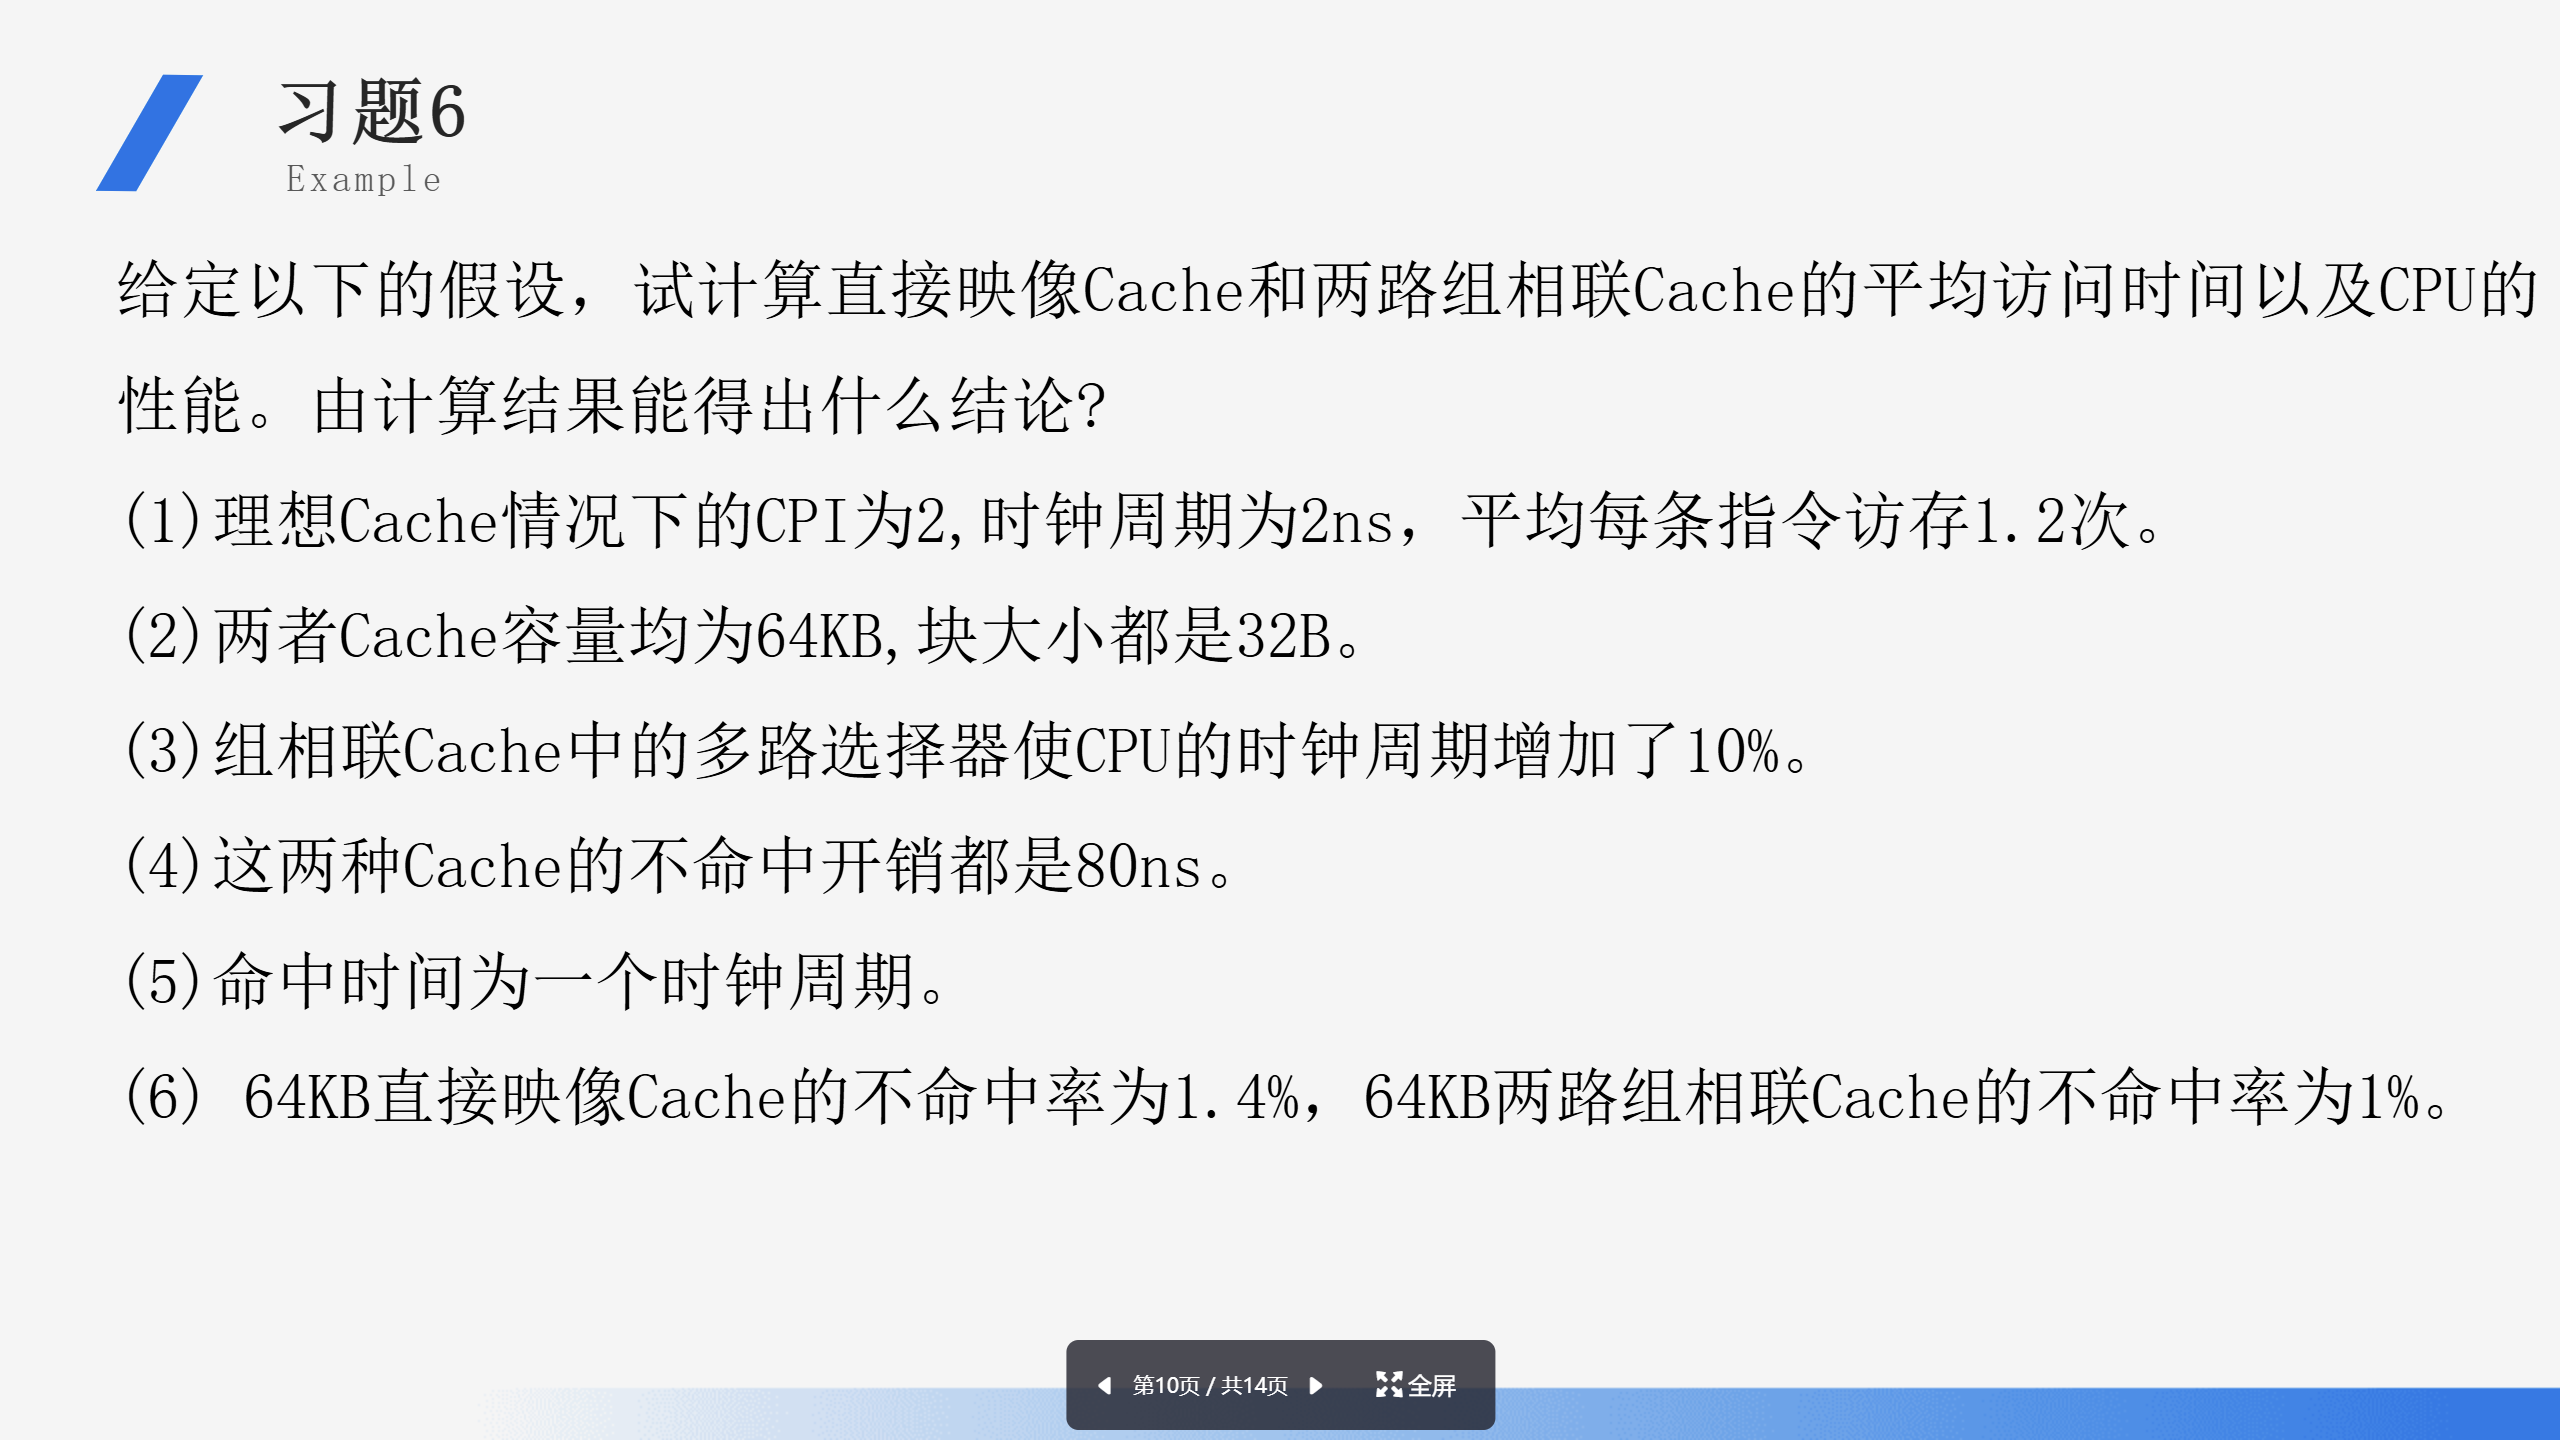 习题6
Example
给定以下的假设，试计算直接映像Cache和两路组相联Cache的平均访问时间以及CPU的
性能。由计算结果能得出什么结论?
(1)理想Cache情况下的CPI为2,时钟周期为2ns，平均每条指令访存1.2次。
(2)两者Cache容量均为64KB,块大小都是32B。
(3)组相联Cache中的多路选择器使CPU的时钟周期增加了10%。
(4)这两种Cache的不命中开销都是80ns。
(5)命中时间为一个时钟周期。
(6) 64KB直接映像Cache的不命中率为1.4%，64KB两路组相联Cache的不命中率为1%。
第10页 / 共14页 全屏